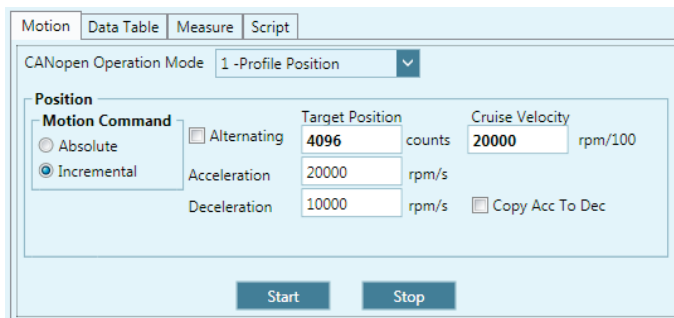 Motion Data Table Measure Script
CANopen Operation Mode 1 -Profile Position
Position
Motion Command
Target Position Cruise Velocity
Alternating 4096 counts 20000 rpm/100
Absolute
Incremental
Acceleration 20000 rpm/s
Deceleration 10000 rpm/s Copy Acc To Dec
Start Stop